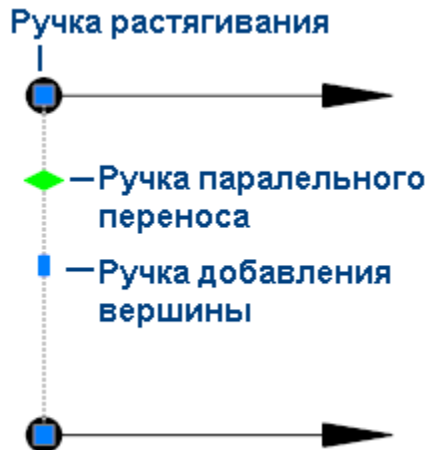 Ручка растягивания
Ручка паралельного
переноса
Ручка добавления
вершины